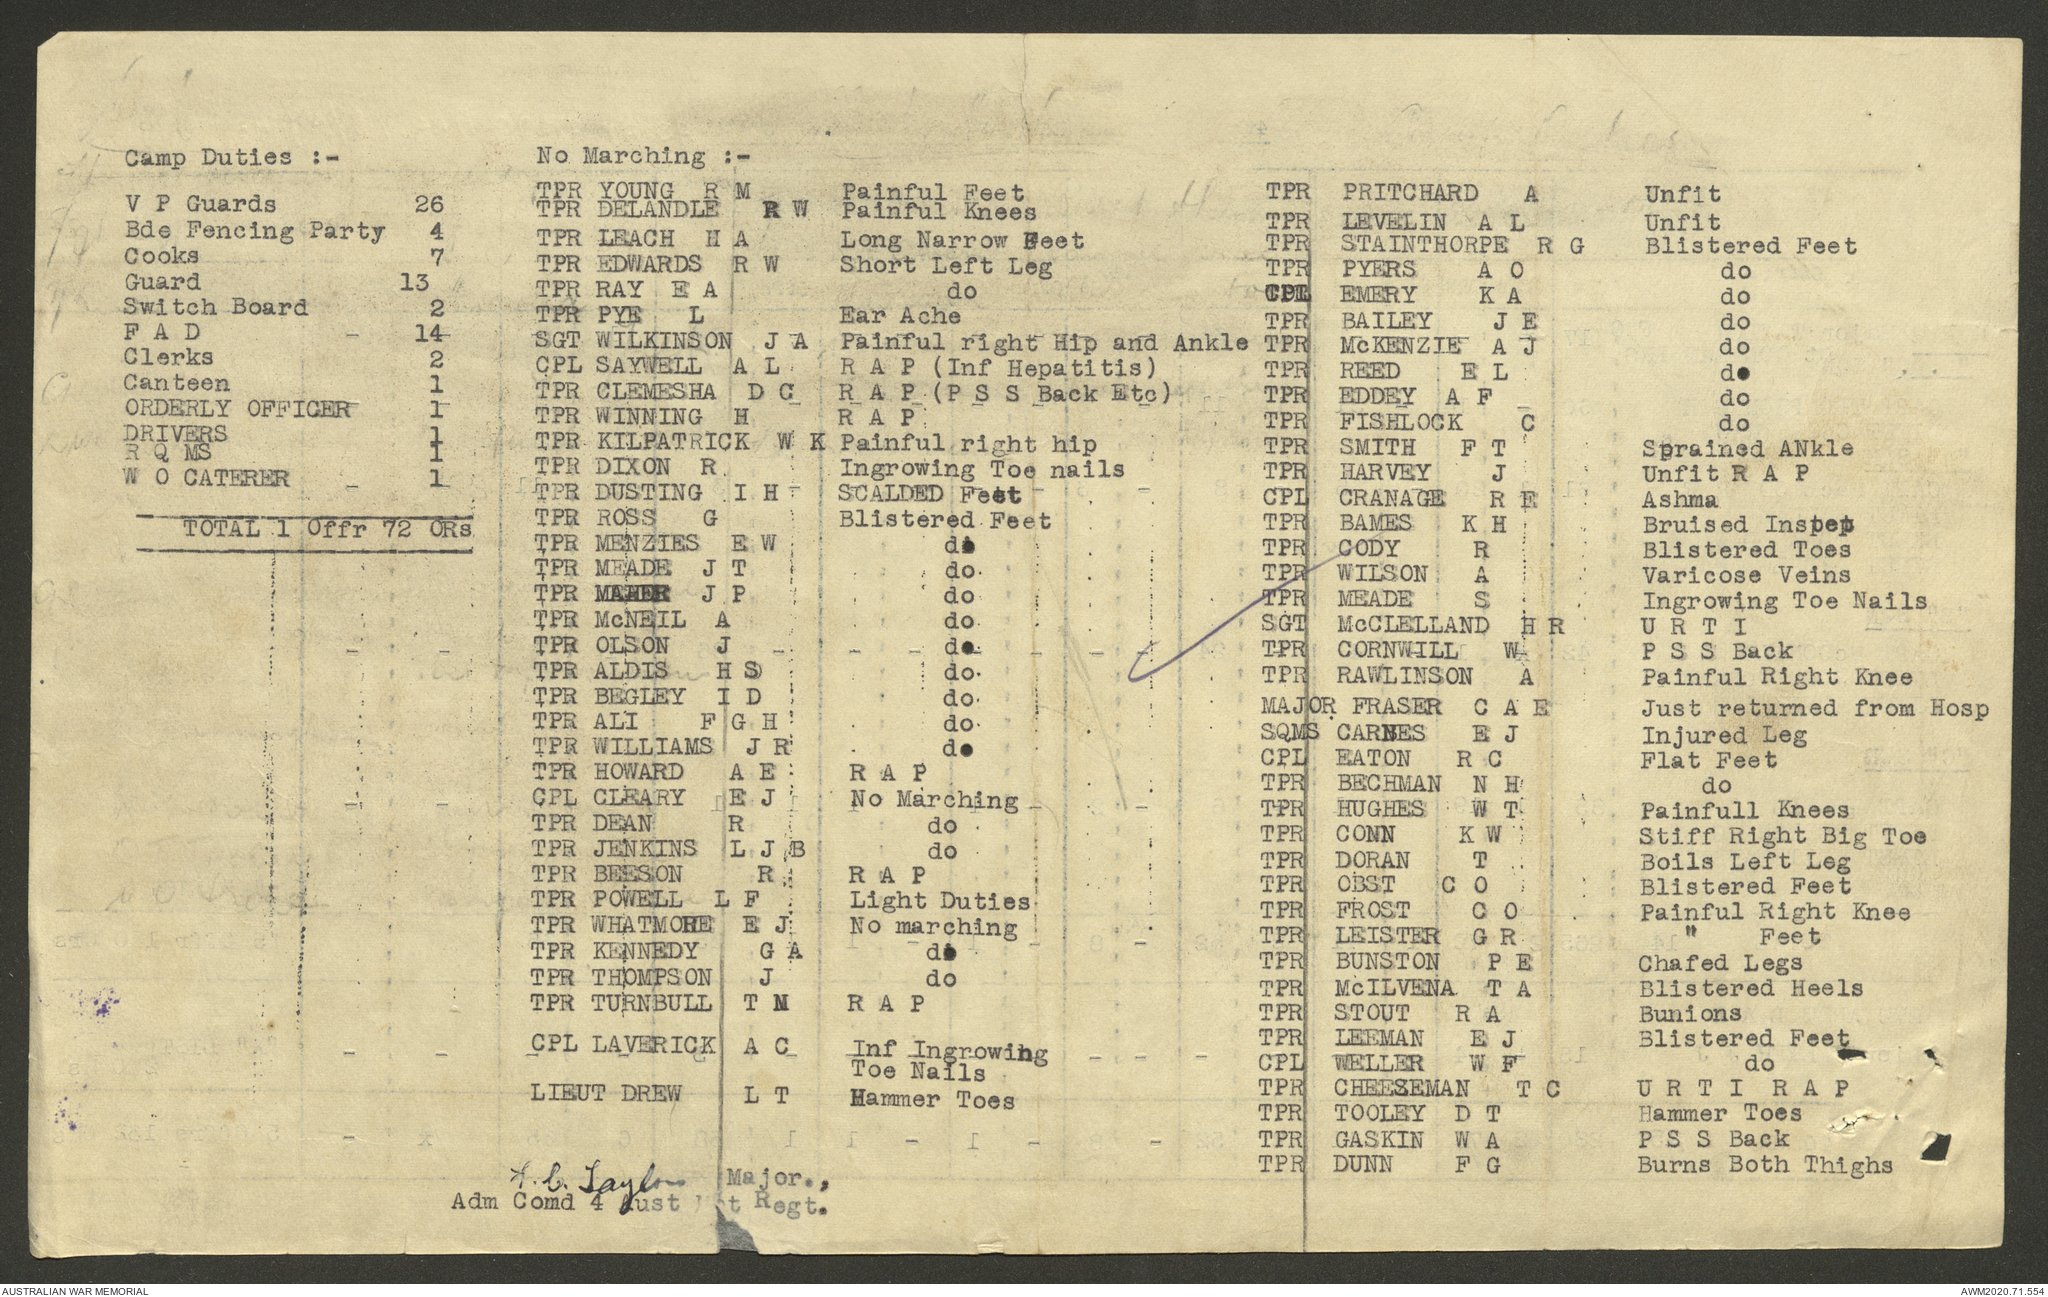 Camp Duties :-
V P Guards 26
Bde Fencing Party 4
Cooks 7
Guard 13
Switch Board 2
F A D - 14
Clerks 2
Canteen 1
ORDERLY OFFICER 1
DRIVERS 1
R Q MS 1
W O CATERER - 1
TOTAL 1 Offr 72 ORs
No Marching :-
TPR YOUNG R M Painful Feet
TPR DELANDLE R W Painful Knees
TPR LEACH H A Long Narrow Feet
TPR EDWARDS R W Short Left Leg
TPR RAY E A do
TPR PYE L Ear Ache
SGT WILKINSON J A Painful right Hip and Ankle
CPL SAYWELL A L R A P (Inf Hepatitis)
TPR CLEMESHA D C R A P (P S S Back Etc)
TPR WINNING H R A P
TPR KILPATRICK W K Painful right hip
TPR DIXON R Ingrowing Toe nails
TPR DUSTING I H SCALDED Feet
TPR ROSS G Blistered Feet
TPR MENZIES E W do
TPR MEADE J T do
TPR MAHER J P do
TPR McNEIL A do
TPR OLSON J do
TPR ALDIS H S do
TPR BEGLEY I D do
TPR ALI F G H do
TPR WILLIAMS J R do
TPR HOWARD A E R A P
CPL CLEARY E J No Marching
TPR DEAN R do
TPR JENKINS L J B do
TPR BEESON R R A P
TPR POWELL L F Light Duties
TPR WHATMORE E J No marching
TPR KENNEDY G A do
TPR THOMPSON J do
TPR TURNBULL T M R A P
CPL LAVERICK A C Inf Ingrowing
Toe Nails
LIEUT DREW L T Hammer Toes
A. C. Taylor Major.,
Adm Comd 4 Aust Regt.
TPR PRITCHARD A Unfit
TPR LEVELIN A L Unfit
TPR STAINTHORPE R G Blistered Feet
TPR PYERS A O do
CPL EMERY K A do
TPR BAILEY J E do
TPR McKENZIE A J do
TPR REED E L do
TPR EDDEY A F do
TPR FISHLOCK C do
TPR SMITH F T Sprained ANkle
TPR HARVEY J Unfit R A P
CPL CRANAGE R E Ashma
TPR BAMES K H Bruised Instep
TPR CODY R Blistered Toes
TPR WILSON A Varicose Veins
TPR MEADE S Ingrowing Toe Nails
SGT McCLELLAND H R U R T I
TPR CORNWILL W P S S Back
TPR RAWLINSON A Painful Right Knee
MAJOR FRASER C A E Just returned from Hosp
SQMS CARNES E J Injured Leg
CPL EATON R C Flat Feet
TPR BECHMAN N H do
TPR HUGHES W T Painfull Knees
TPR CONN K W Stiff Right Big Toe
TPR DORAN T Boils Left Leg
TPR OBST C O Blistered Feet
TPR FROST C O Painful Right Knee
TPR LEISTER G R " Feet
TPR BUNSTON P E Chafed Legs
TPR McILVENA T A Blistered Heels
TPR STOUT R A Bunions
TPR LEEMAN E J Blistered Feet
CPL WELLER W F do
TPR CHEESEMAN T C U R T I R A P
TPR TOOLEY D T Hammer Toes
TPR GASKIN W A P S S Back
TPR DUNN F G Burns Both Thighs
AUSTRALIAN WAR MEMORIAL
AWM2020.71.554